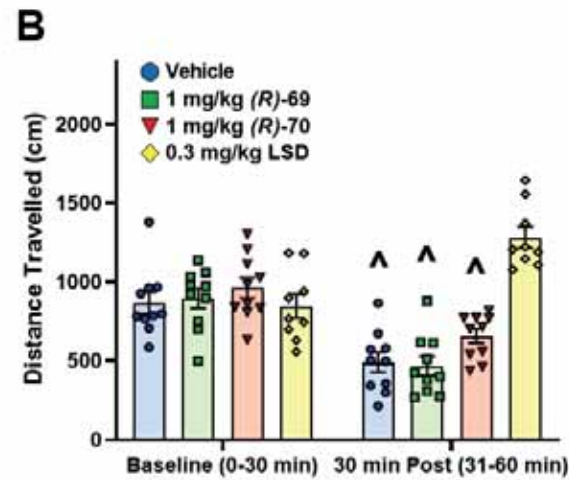 B
Vehicle
1 mg/kg (R)-69
1 mg/kg (R)-70
0.3 mg/kg LSD
Distance Travelled (cm)
2000
1500
1000
500
0
^ ^ ^
Baseline (0-30 min) 30 min Post (31-60 min)